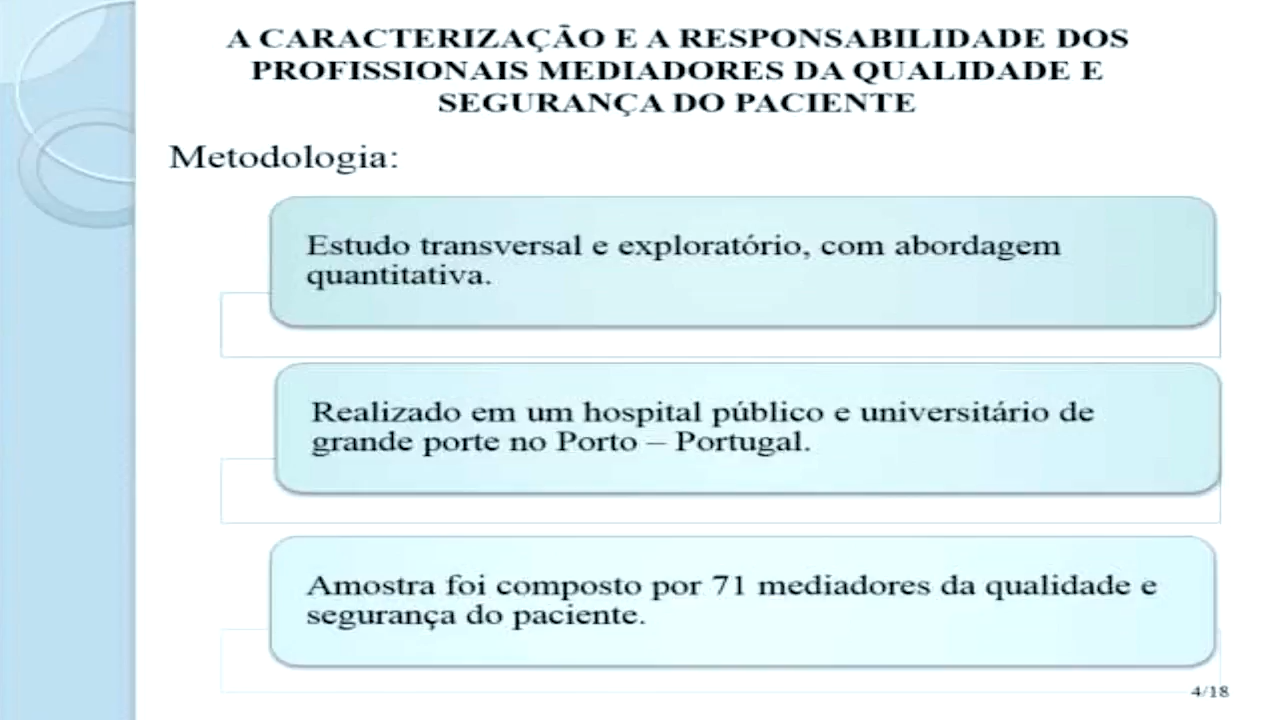 A CARACTERIZAÇÃO E A RESPONSABILIDADE DOS
PROFISSIONAIS MEDIADORES DA QUALIDADE E
SEGURANÇA DO PACIENTE
Metodologia:
Estudo transversal e exploratório, com abordagem
quantitativa.
Realizado em um hospital público e universitário de
grande porte no Porto – Portugal.
Amostra foi composto por 71 mediadores da qualidade e
segurança do paciente.
4/18